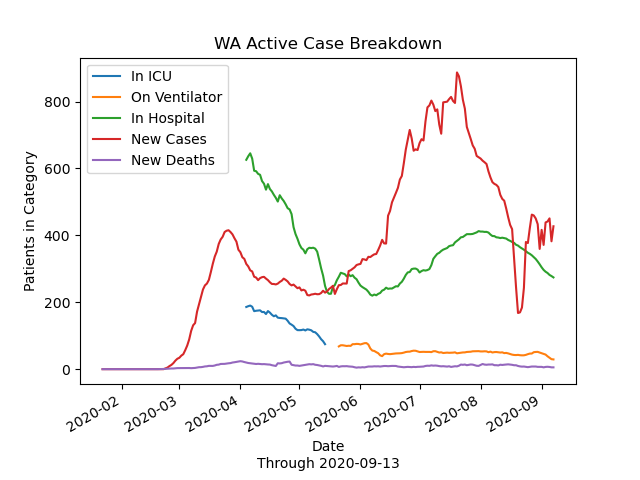 WA Active Case Breakdown
In ICU
On Ventilator
In Hospital
New Cases
New Deaths
Patients in Category
800
600
400
200
0
2020-02
2020-03
2020-04
2020-05
2020-06
2020-07
2020-08
2020-09
Date
Through 2020-09-13